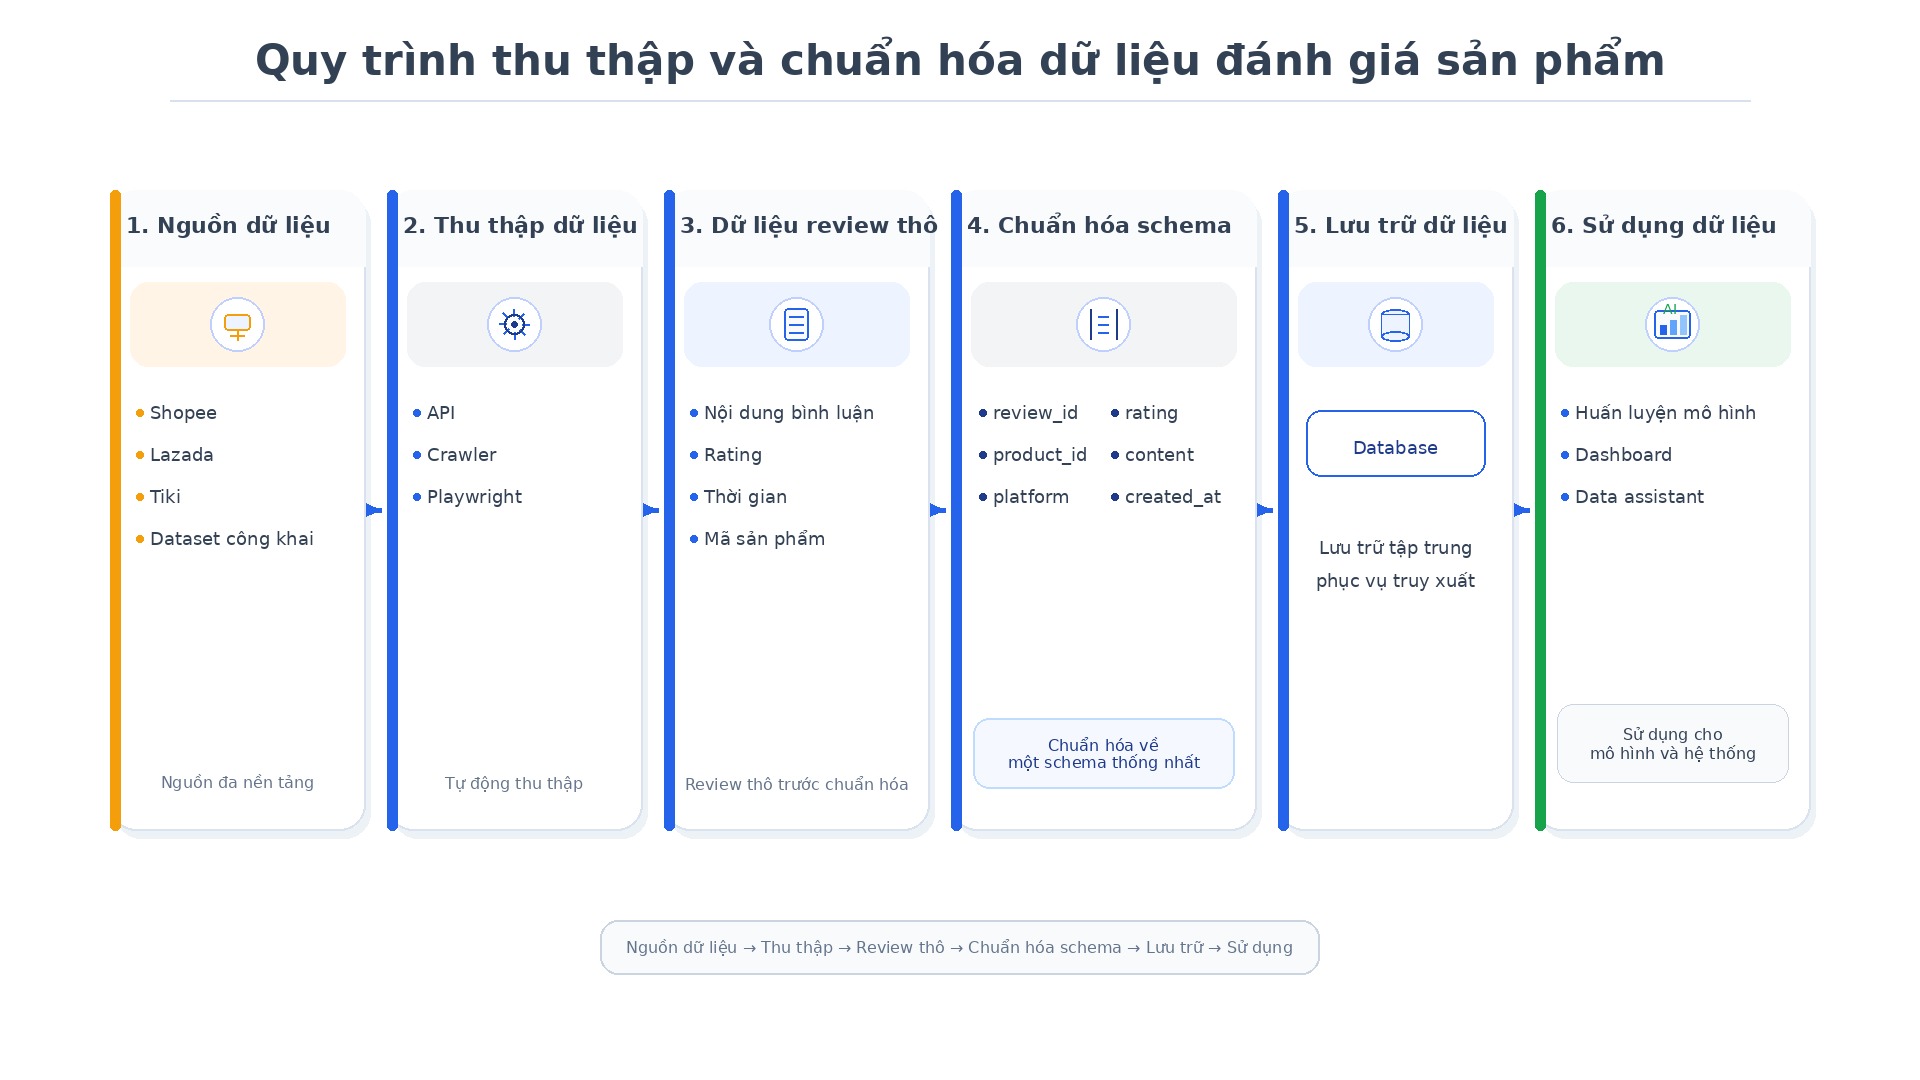 Quy trình thu thập và chuẩn hóa dữ liệu đánh giá sản phẩm
1. Nguồn dữ liệu
Shopee
Lazada
Tiki
Dataset công khai
Nguồn đa nền tảng
2. Thu thập dữ liệu
API
Crawler
Playwright
Tự động thu thập
3. Dữ liệu review thô
Nội dung bình luận
Rating
Thời gian
Mã sản phẩm
Review thô trước chuẩn hóa
4. Chuẩn hóa schema
review_id rating
product_id content
platform created_at
Chuẩn hóa về
một schema thống nhất
5. Lưu trữ dữ liệu
Database
Lưu trữ tập trung
phục vụ truy xuất
6. Sử dụng dữ liệu
AI
Huấn luyện mô hình
Dashboard
Data assistant
Sử dụng cho
mô hình và hệ thống
Nguồn dữ liệu → Thu thập → Review thô → Chuẩn hóa schema → Lưu trữ → Sử dụng